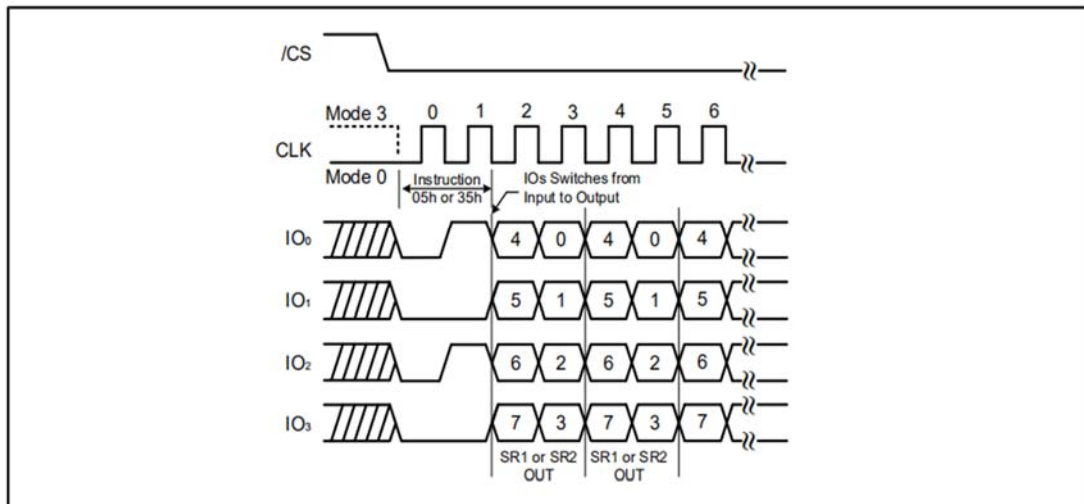 /CS
Mode 3 0 1 2 3 4 5 6
CLK
Mode 0
Instruction
05h or 35h
IOs Switches from
Input to Output
IO₀ 4 0 4 0 4
IO₁ 5 1 5 1 5
IO₂ 6 2 6 2 6
IO₃ 7 3 7 3 7
SR1 or SR2
OUT
SR1 or SR2
OUT